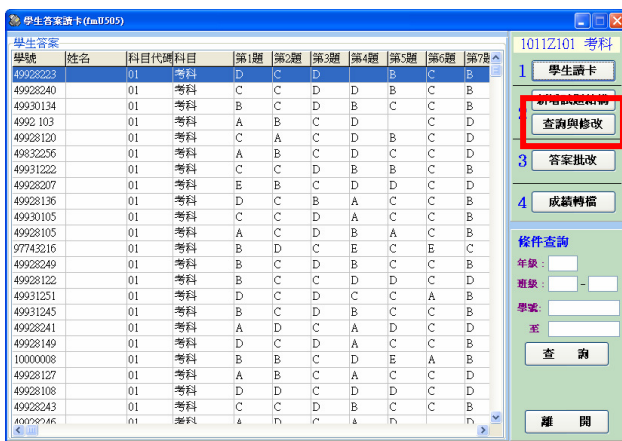 學生答案讀卡(fmU505)
學生答案
學號 姓名 科目代碼 科目 第1題 第2題 第3題 第4題 第5題 第6題 第7題
49928223 01 考科 D C D B C B
49928240 01 考科 C C D D B C B
49930134 01 考科 B C D B C C B
4992 103 01 考科 A B C D C D
49928120 01 考科 C A C D B C D
49832256 01 考科 A B C D C C D
49931222 01 考科 C C D B B C B
49928207 01 考科 E B C D D C D
49928136 01 考科 D C B A C C B
49930105 01 考科 C C D A C C B
49928105 01 考科 A C D B A C B
97743216 01 考科 B D C E C E C
49928249 01 考科 B C D B C C B
49928122 01 考科 B C C D D C D
49931251 01 考科 D C D C C A B
49931245 01 考科 B C D B C C B
49928241 01 考科 A D C A D C D
49928149 01 考科 D C D A C C B
10000008 01 考科 B B C D E A B
49928127 01 考科 A B C A C C D
49928108 01 考科 D D C D D C D
49928243 01 考科 C C D B C C B
49928246 01 考科 A D C A D D
1011Z101 考科
1 學生讀卡
2
查詢與修改
3 答案批改
4 成績轉檔
條件查詢
年級:
班級: -
學號:
至
查 詢
離 開